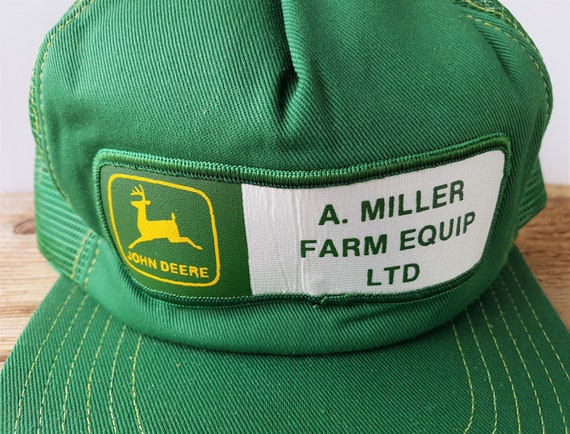 JOHN DEERE
A. MILLER
FARM EQUIP
LTD